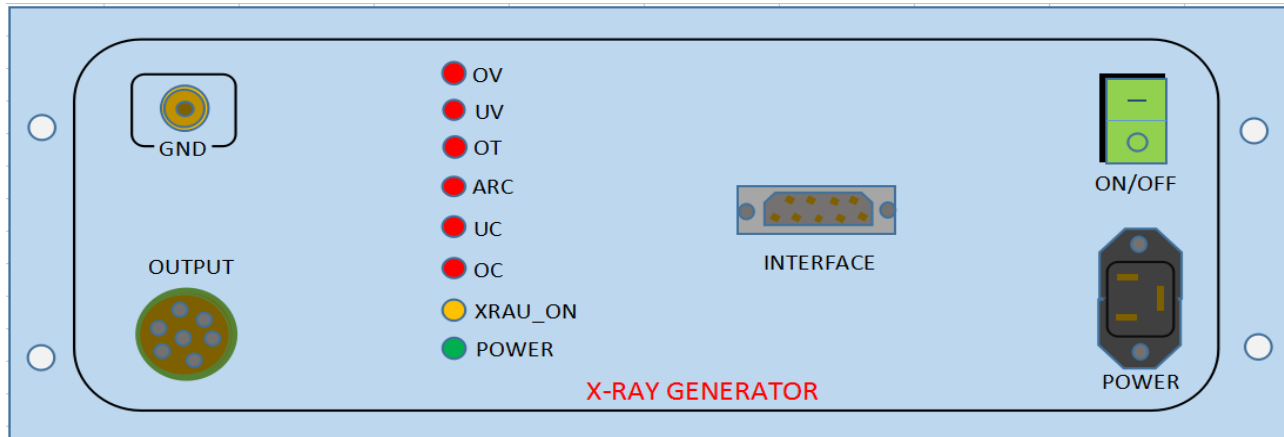 GND
OUTPUT
OV
UV
OT
ARC
UC
OC
XRAU_ON
POWER
INTERFACE
ON/OFF
POWER
X-RAY GENERATOR